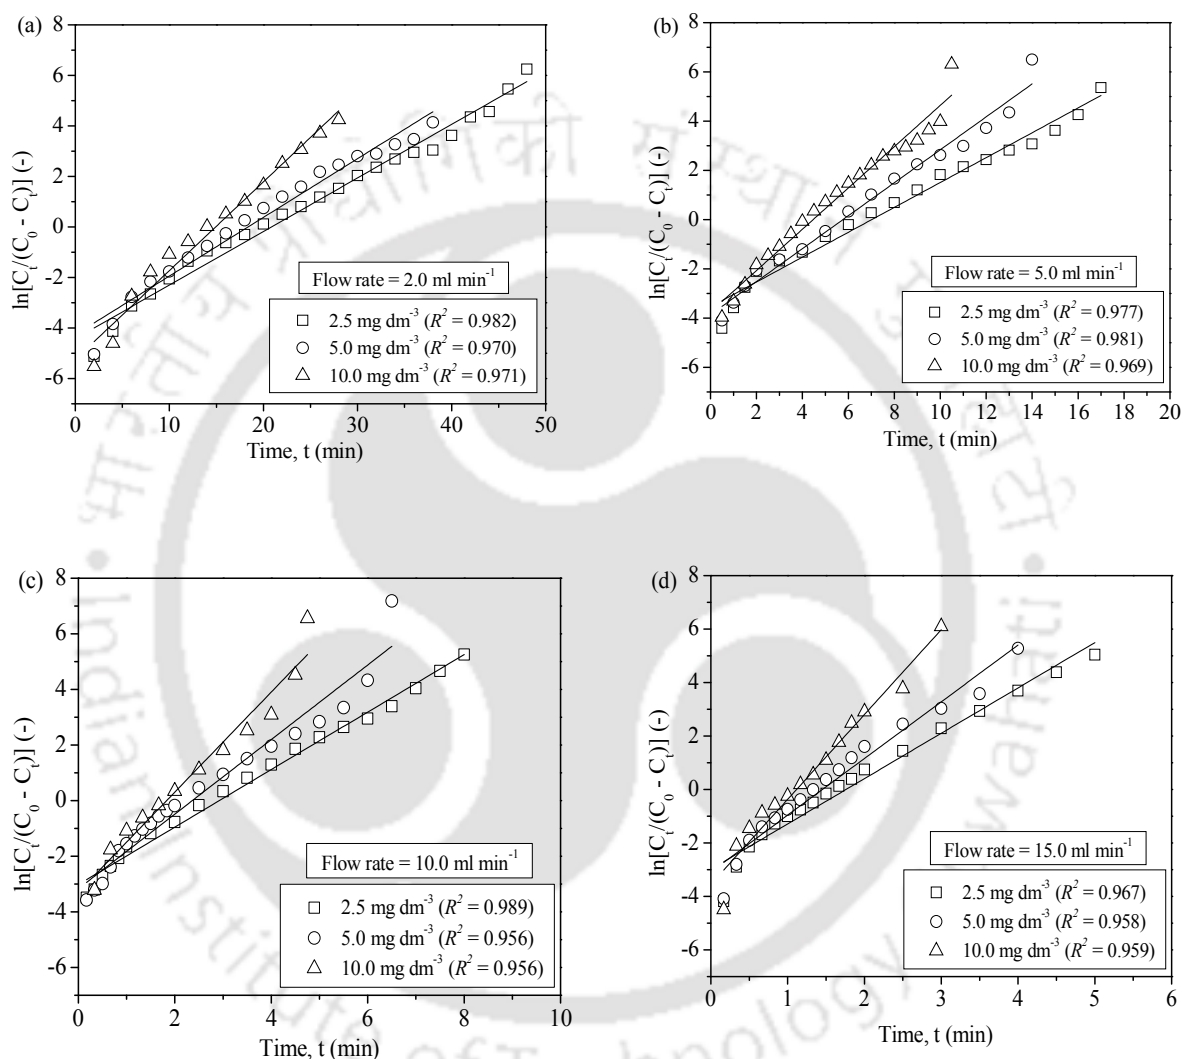 (a)
8
6
4
2
0
-2
-4
-6
ln[Cₜ/(C₀ - Cₜ)] (-)
Flow rate = 2.0 ml min⁻¹
2.5 mg dm⁻³ (R² = 0.982)
5.0 mg dm⁻³ (R² = 0.970)
10.0 mg dm⁻³ (R² = 0.971)
0 10 20 30 40 50
Time, t (min)
(b)
8
6
4
2
0
-2
-4
-6
ln[Cₜ/(C₀ - Cₜ)] (-)
Flow rate = 5.0 ml min⁻¹
2.5 mg dm⁻³ (R² = 0.977)
5.0 mg dm⁻³ (R² = 0.981)
10.0 mg dm⁻³ (R² = 0.969)
0 2 4 6 8 10 12 14 16 18 20
Time, t (min)
(c)
8
6
4
2
0
-2
-4
-6
ln[Cₜ/(C₀ - Cₜ)] (-)
Flow rate = 10.0 ml min⁻¹
2.5 mg dm⁻³ (R² = 0.989)
5.0 mg dm⁻³ (R² = 0.956)
10.0 mg dm⁻³ (R² = 0.956)
0 2 4 6 8 10
Time, t (min)
(d)
8
6
4
2
0
-2
-4
-6
ln[Cₜ/(C₀ - Cₜ)] (-)
Flow rate = 15.0 ml min⁻¹
2.5 mg dm⁻³ (R² = 0.967)
5.0 mg dm⁻³ (R² = 0.958)
10.0 mg dm⁻³ (R² = 0.959)
0 1 2 3 4 5 6
Time, t (min)
Indian Institute of Technology Guwahati